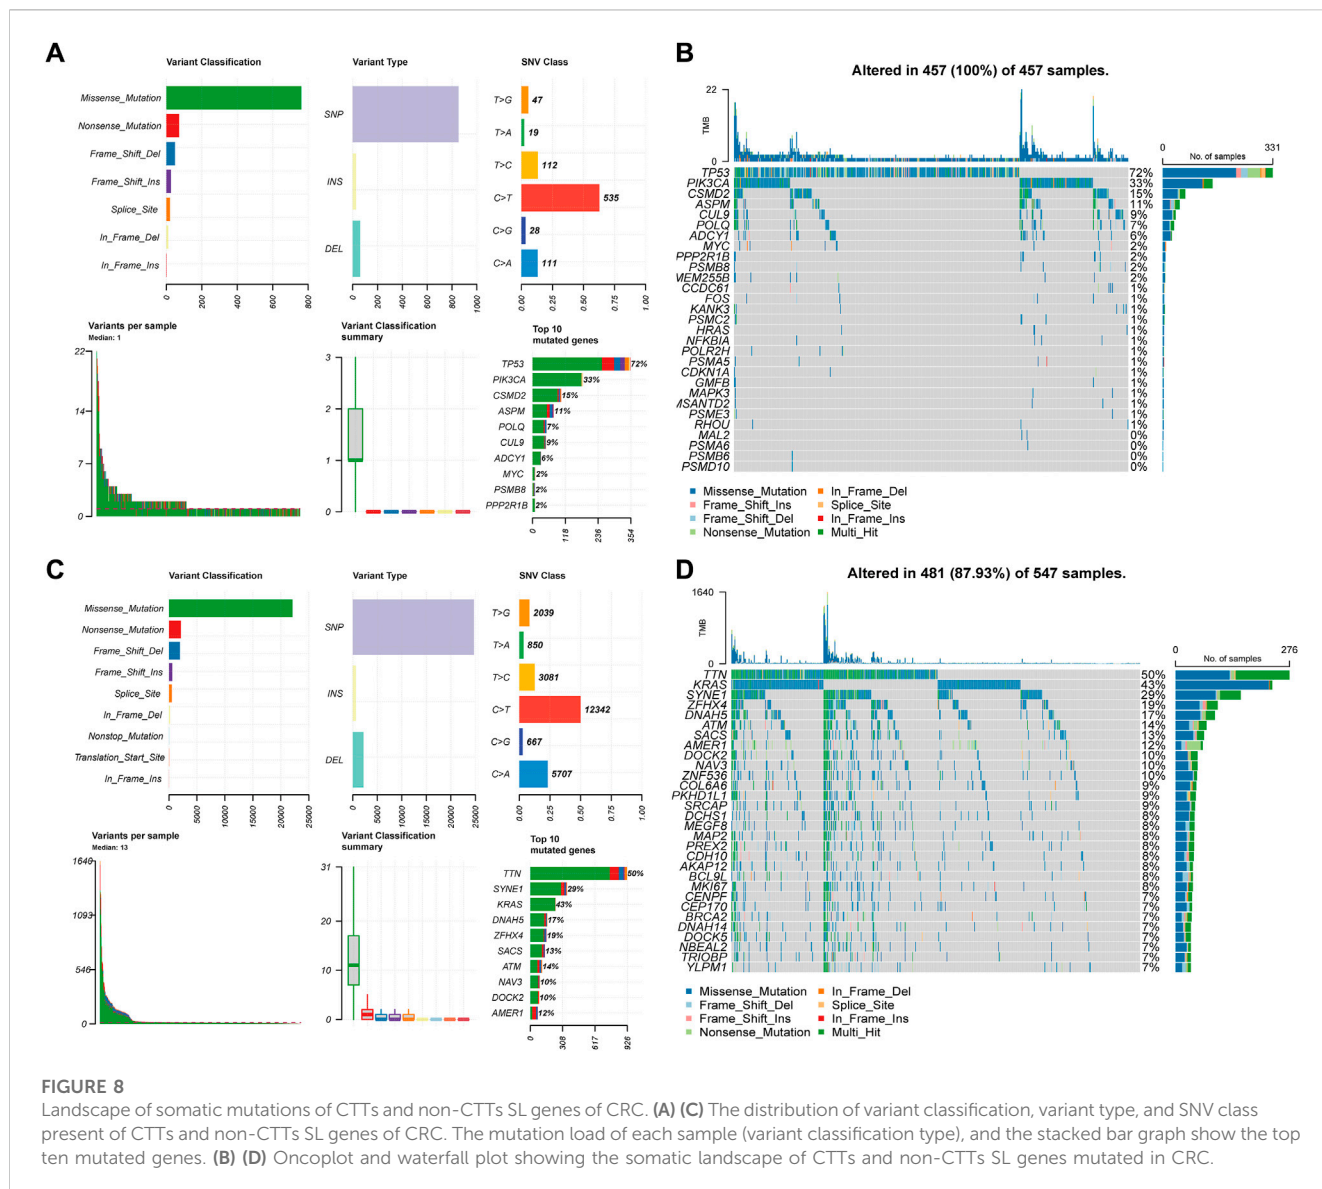 A
Variant Classification
Missense_Mutation
Nonsense_Mutation
Frame_Shift_Del
Frame_Shift_Ins
Splice_Site
In_Frame_Del
In_Frame_Ins
0
200
400
600
800
Variant Type
SNP
INS
DEL
0
200
400
600
800
1000
SNV Class
T>G
47
T>A
19
T>C
112
C>T
535
C>G
28
C>A
111
0.00
0.25
0.50
0.75
1.00
Variants per sample
Median: 1
22
14
7
0
Variant Classification
summary
3
2
1
0
Top 10
mutated genes
TP53 72%
PIK3CA 33%
CSMD2 15%
ASPM 11%
POLQ 7%
CUL9 9%
ADCY1 6%
MYC 2%
PSMB8 2%
PPP2R1B 2%
0
118
236
354
B
Altered in 457 (100%) of 457 samples.
22
0
TMB
0
331
No. of samples
TP53 72%
PIK3CA 33%
CSMD2 15%
ASPM 11%
CUL9 9%
POLQ 7%
ADCY1 6%
MYC 2%
PPP2R1B 2%
PSMB8 2%
MEM255B 2%
CCDC61 1%
FOS 1%
KANK3 1%
PSMC2 1%
HRAS 1%
NFKBIA 1%
POLR2H 1%
PSMA5 1%
CDKN1A 1%
GMFB 1%
MAPK3 1%
MSANTD2 1%
PSME3 1%
RHOU 1%
MAL2 0%
PSMA6 0%
PSMB6 0%
PSMD10 0%
Missense_Mutation
Frame_Shift_Ins
Frame_Shift_Del
Nonsense_Mutation
In_Frame_Del
Splice_Site
In_Frame_Ins
Multi_Hit
C
Variant Classification
Missense_Mutation
Nonsense_Mutation
Frame_Shift_Del
Frame_Shift_Ins
Splice_Site
In_Frame_Del
Nonstop_Mutation
Translation_Start_Site
In_Frame_Ins
0
5000
10000
15000
20000
25000
Variant Type
SNP
INS
DEL
0
5000
10000
15000
20000
25000
SNV Class
T>G
2039
T>A
850
T>C
3081
C>T
12342
C>G
667
C>A
5707
0.00
0.25
0.50
0.75
1.00
Variants per sample
Median: 13
1640
1093
546
0
Variant Classification
summary
31
20
10
0
Top 10
mutated genes
TTN 50%
SYNE1 29%
KRAS 43%
DNAH5 17%
ZFHX4 19%
SACS 13%
ATM 14%
NAV3 10%
DOCK2 10%
AMER1 12%
0
308
617
926
D
Altered in 481 (87.93%) of 547 samples.
1640
0
TMB
0
276
No. of samples
TTN 50%
KRAS 43%
SYNE1 29%
ZFHX4 19%
DNAH5 17%
ATM 14%
SACS 13%
AMER1 12%
DOCK2 10%
NAV3 10%
ZNF536 10%
COL6A6 9%
PKHD1L1 9%
SRCAP 9%
DCHS1 8%
MEGF8 8%
MAP2 8%
PREX2 8%
CDH10 8%
AKAP12 8%
BCL9L 8%
MKI67 8%
CENPF 7%
CEP170 7%
BRCA2 7%
DNAH14 7%
DOCK5 7%
NBEAL2 7%
TRIOBP 7%
YLPM1 7%
Missense_Mutation
Frame_Shift_Del
Frame_Shift_Ins
Nonsense_Mutation
In_Frame_Del
Splice_Site
In_Frame_Ins
Multi_Hit
FIGURE 8
Landscape of somatic mutations of CTTs and non-CTTs SL genes of CRC. (A) (C) The distribution of variant classification, variant type, and SNV class
present of CTTs and non-CTTs SL genes of CRC. The mutation load of each sample (variant classification type), and the stacked bar graph show the top
ten mutated genes. (B) (D) Oncoplot and waterfall plot showing the somatic landscape of CTTs and non-CTTs SL genes mutated in CRC.